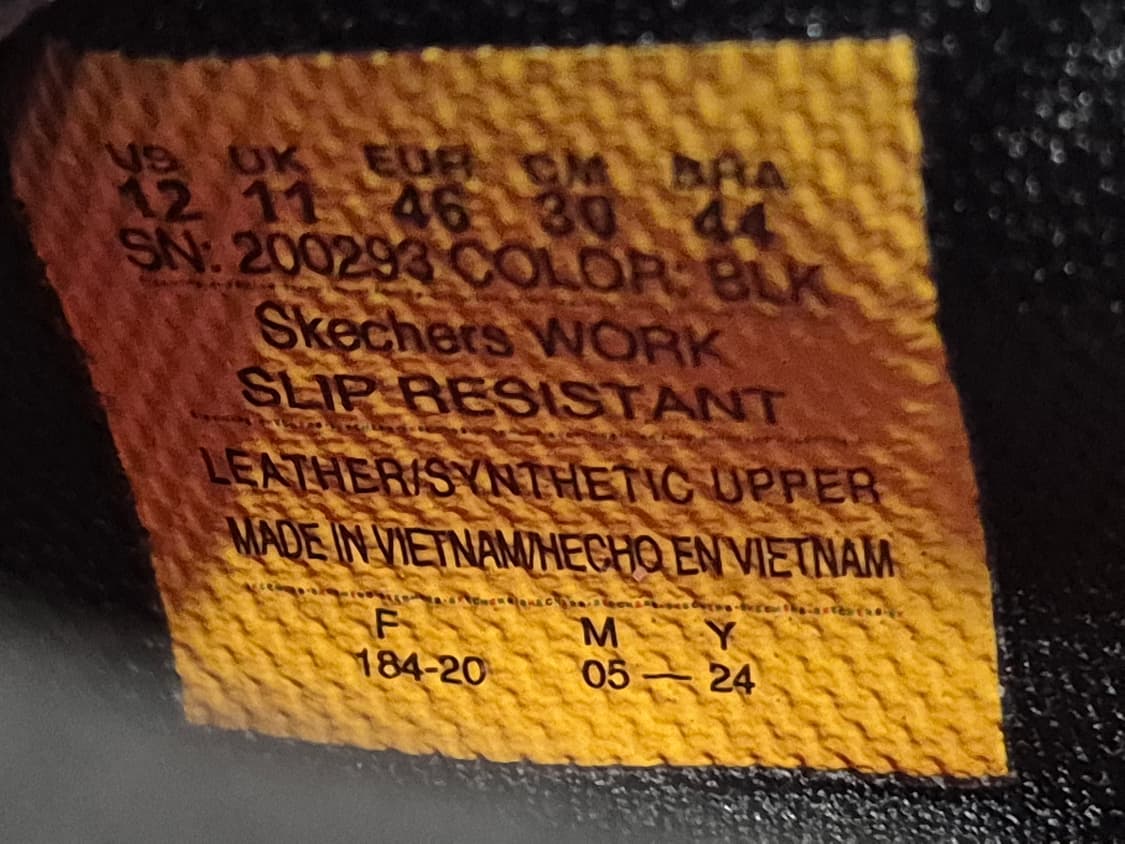 US UK EUR CM BRA
12 11 46 30 44
SN: 200293 COLOR: BLK
Skechers WORK
SLIP RESISTANT
LEATHER/SYNTHETIC UPPER
MADE IN VIETNAM/HECHO EN VIETNAM
F M Y
184-20 05 — 24